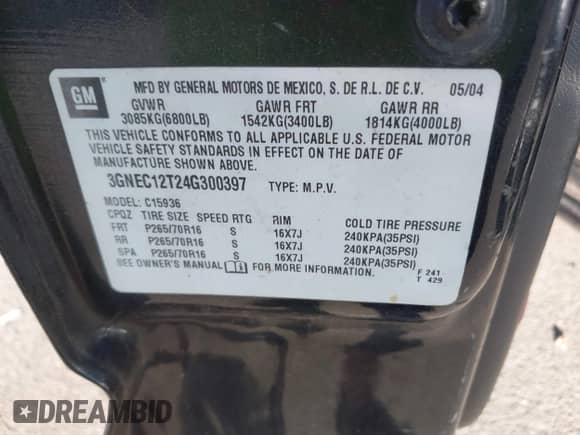 GM
MFD BY GENERAL MOTORS DE MEXICO, S. DE R.L. DE C.V. 05/04
GVWR GAWR FRT GAWR RR
3085KG(6800LB) 1542KG(3400LB) 1814KG(4000LB)
THIS VEHICLE CONFORMS TO ALL APPLICABLE U.S. FEDERAL MOTOR
VEHICLE SAFETY STANDARDS IN EFFECT ON THE DATE OF
MANUFACTURE SHOWN ABOVE.
3GNEC12T24G300397 TYPE: M.P.V.
MODEL: C15936
CPQZ TIRE SIZE SPEED RTG RIM COLD TIRE PRESSURE
FRT P265/70R16 S 16X7J 240KPA(35PSI)
RR P265/70R16 S 16X7J 240KPA(35PSI)
SPA P265/70R16 S 16X7J 240KPA(35PSI)
SEE OWNER'S MANUAL FOR MORE INFORMATION.
F 241
T 429
DREAMBID